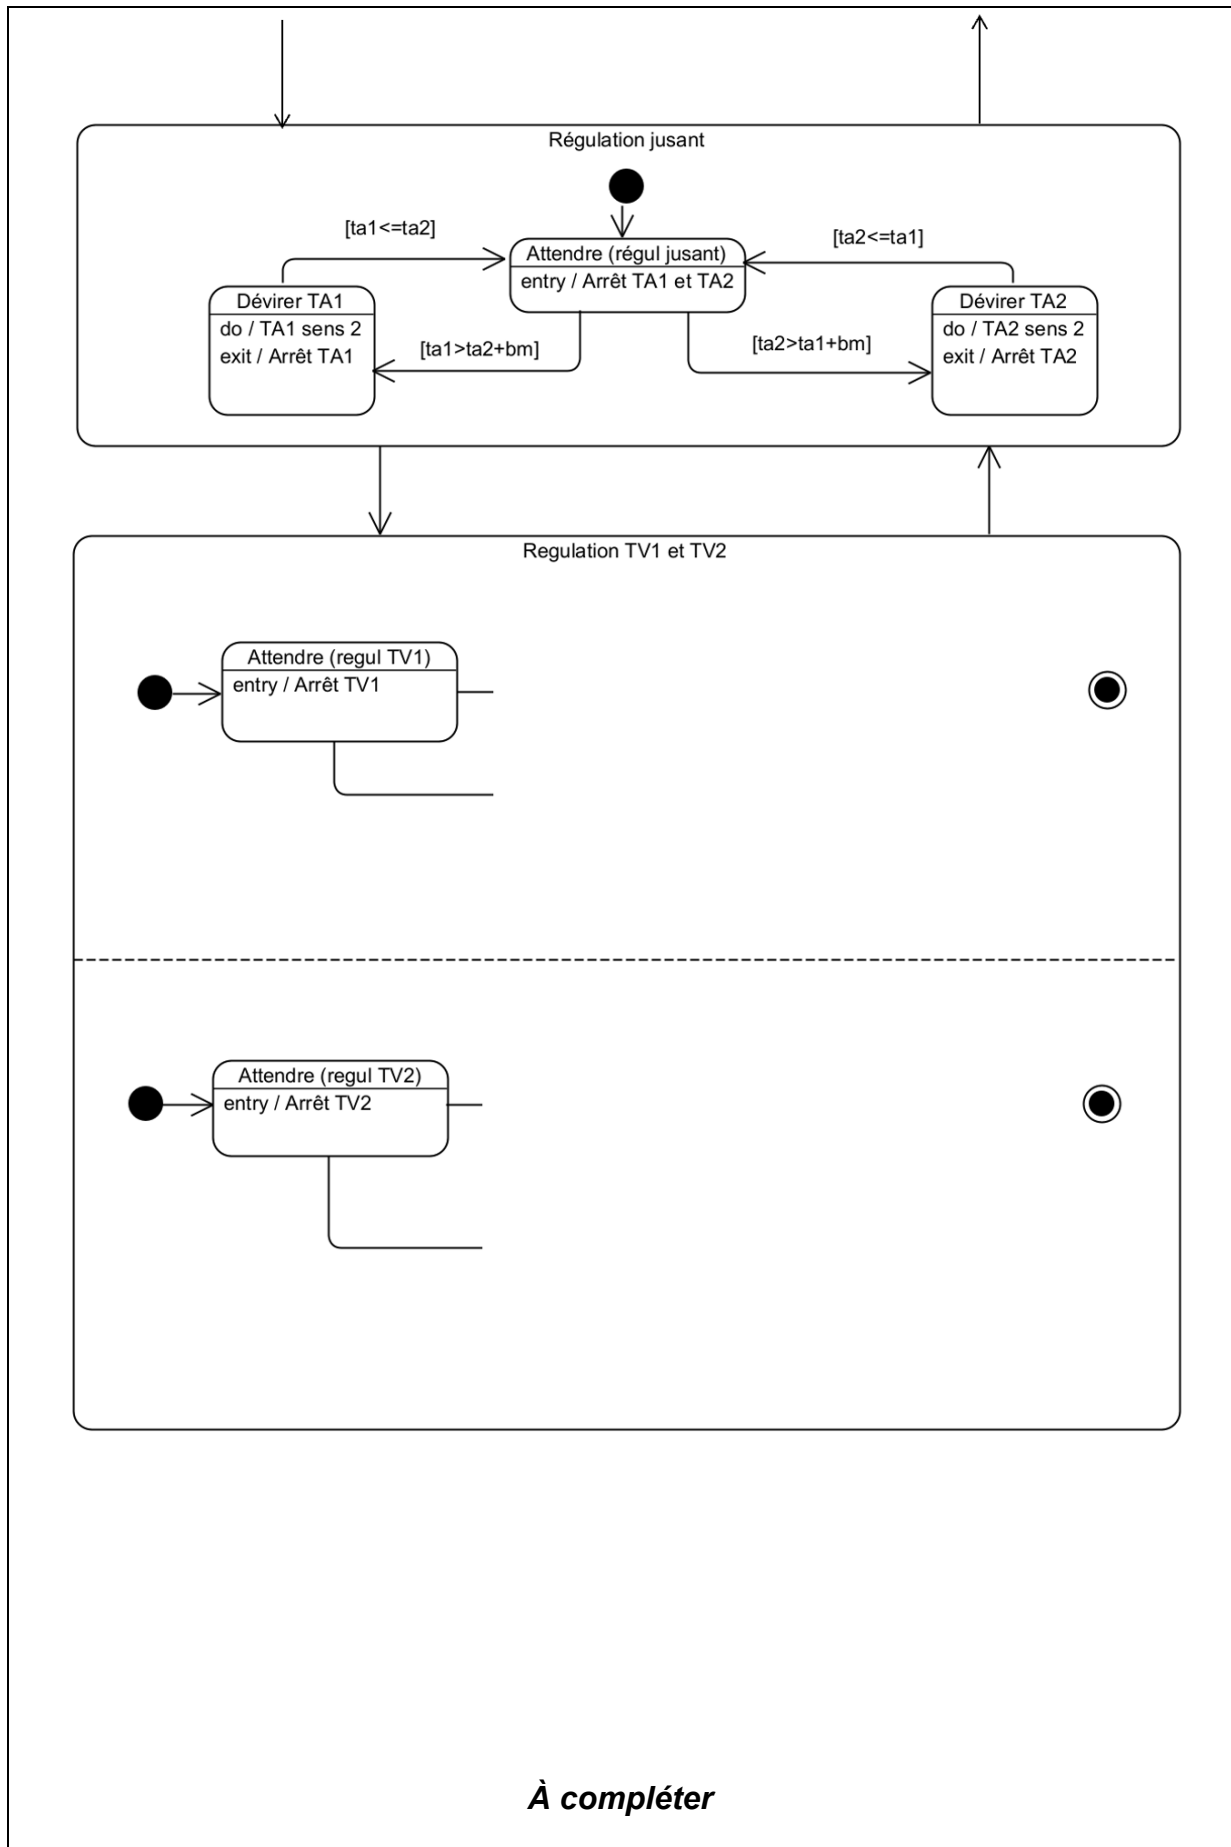 Régulation jusant
[ta1<=ta2]
[ta2<=ta1]
Attendre (régul jusant)
entry / Arrêt TA1 et TA2
Dévirer TA1
do / TA1 sens 2
exit / Arrêt TA1
[ta1>ta2+bm]
[ta2>ta1+bm]
Dévirer TA2
do / TA2 sens 2
exit / Arrêt TA2
Regulation TV1 et TV2
Attendre (regul TV1)
entry / Arrêt TV1
Attendre (regul TV2)
entry / Arrêt TV2
À compléter